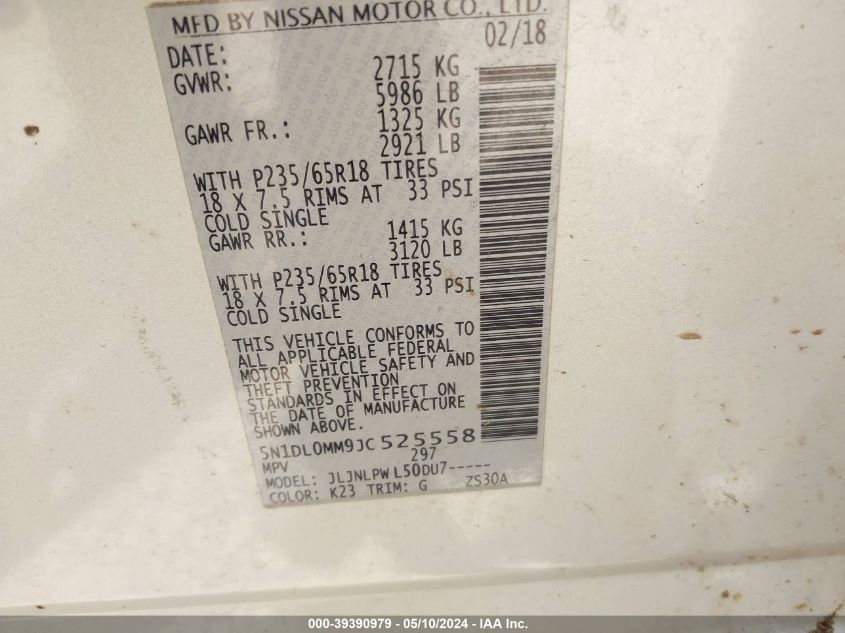 MFD BY NISSAN MOTOR CO., LTD.
DATE: 02/18
GVWR: 2715 KG
5986 LB
GAWR FR.: 1325 KG
2921 LB
WITH P235/65R18 TIRES
18 X 7.5 RIMS AT 33 PSI
COLD SINGLE
GAWR RR.: 1415 KG
3120 LB
WITH P235/65R18 TIRES
18 X 7.5 RIMS AT 33 PSI
COLD SINGLE
THIS VEHICLE CONFORMS TO
ALL APPLICABLE FEDERAL
MOTOR VEHICLE SAFETY AND
THEFT PREVENTION
STANDARDS IN EFFECT ON
THE DATE OF MANUFACTURE
SHOWN ABOVE.
5N1DL0MM9JC525558
MPV 297
MODEL: JLJNLPWL50DU7-----
COLOR: K23 TRIM: G ZS30A
000-39390979 — 05/10/2024 - IAA Inc.